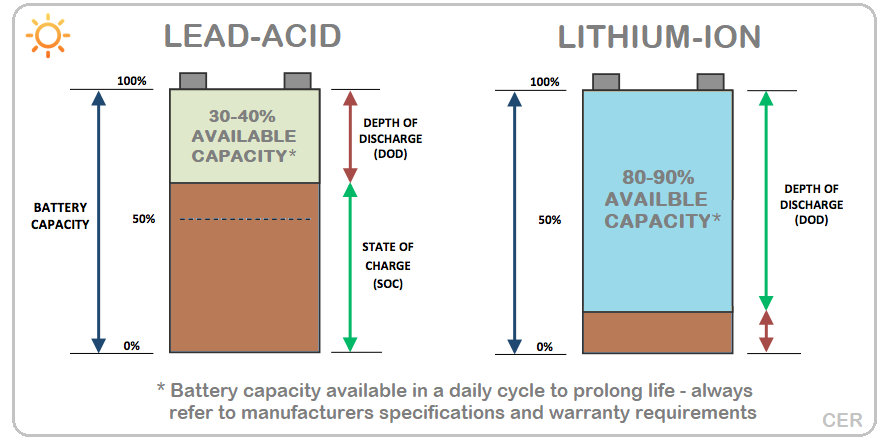 LEAD-ACID
LITHIUM-ION
100%
30-40%
AVAILABLE
CAPACITY*
DEPTH OF
DISCHARGE
(DOD)
BATTERY
CAPACITY
50%
STATE OF
CHARGE
(SOC)
0%
100%
80-90%
AVAILBLE
CAPACITY*
DEPTH OF
DISCHARGE
(DOD)
50%
0%
* Battery capacity available in a daily cycle to prolong life - always
refer to manufacturers specifications and warranty requirements
CER